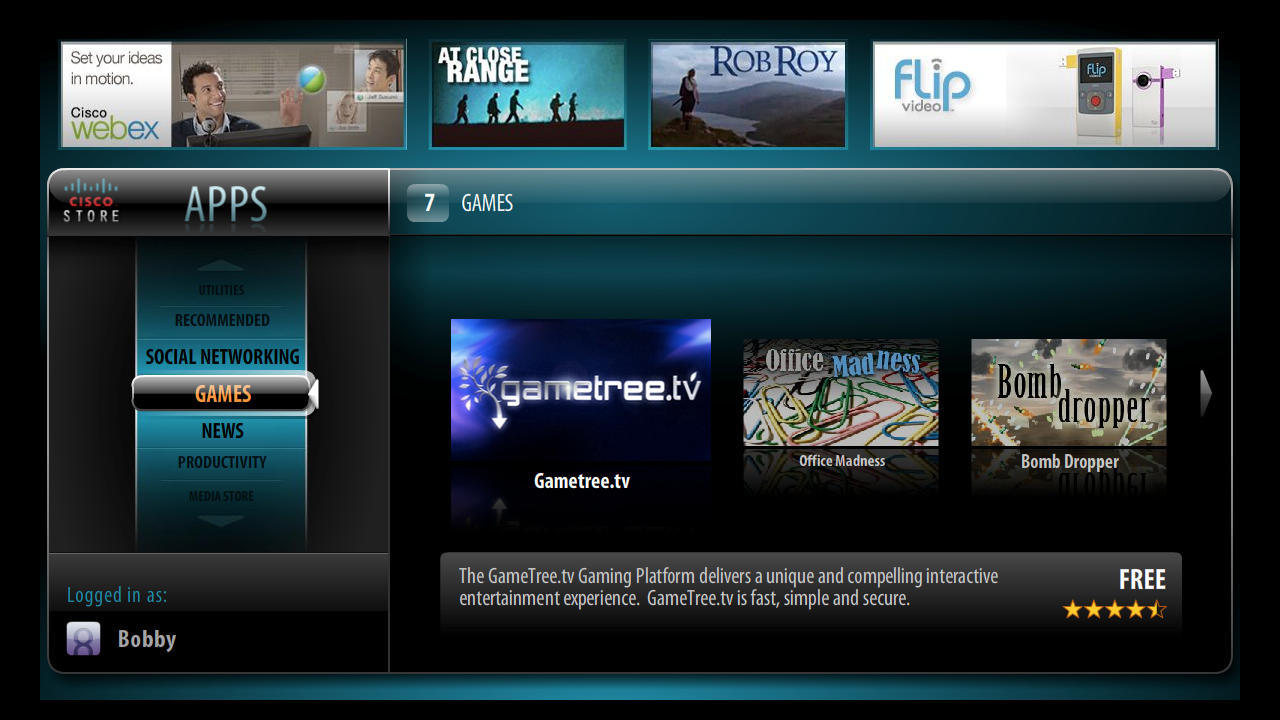 Set your ideas
in motion.
Cisco
webex
Jeff Susumi
AT CLOSE
RANGE
ROB ROY
flip
video
flip
CISCO
STORE
APPS
7 GAMES
UTILITIES
RECOMMENDED
SOCIAL NETWORKING
GAMES
NEWS
PRODUCTIVITY
MEDIA STORE
gametree.tv
Gametree.tv
Office Madness
Office Madness
Bomb
dropper
Bomb Dropper
The GameTree.tv Gaming Platform delivers a unique and compelling interactive
entertainment experience. GameTree.tv is fast, simple and secure.
FREE
Logged in as:
Bobby